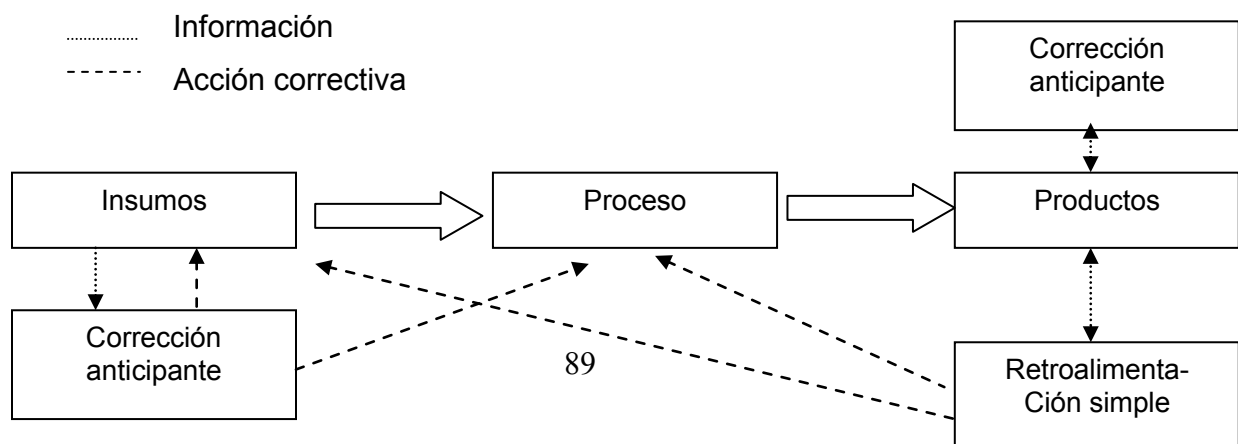 Información
Acción correctiva
Corrección
anticipante
Insumos
Proceso
Productos
Corrección
anticipante
89
Retroalimenta-
Ción simple